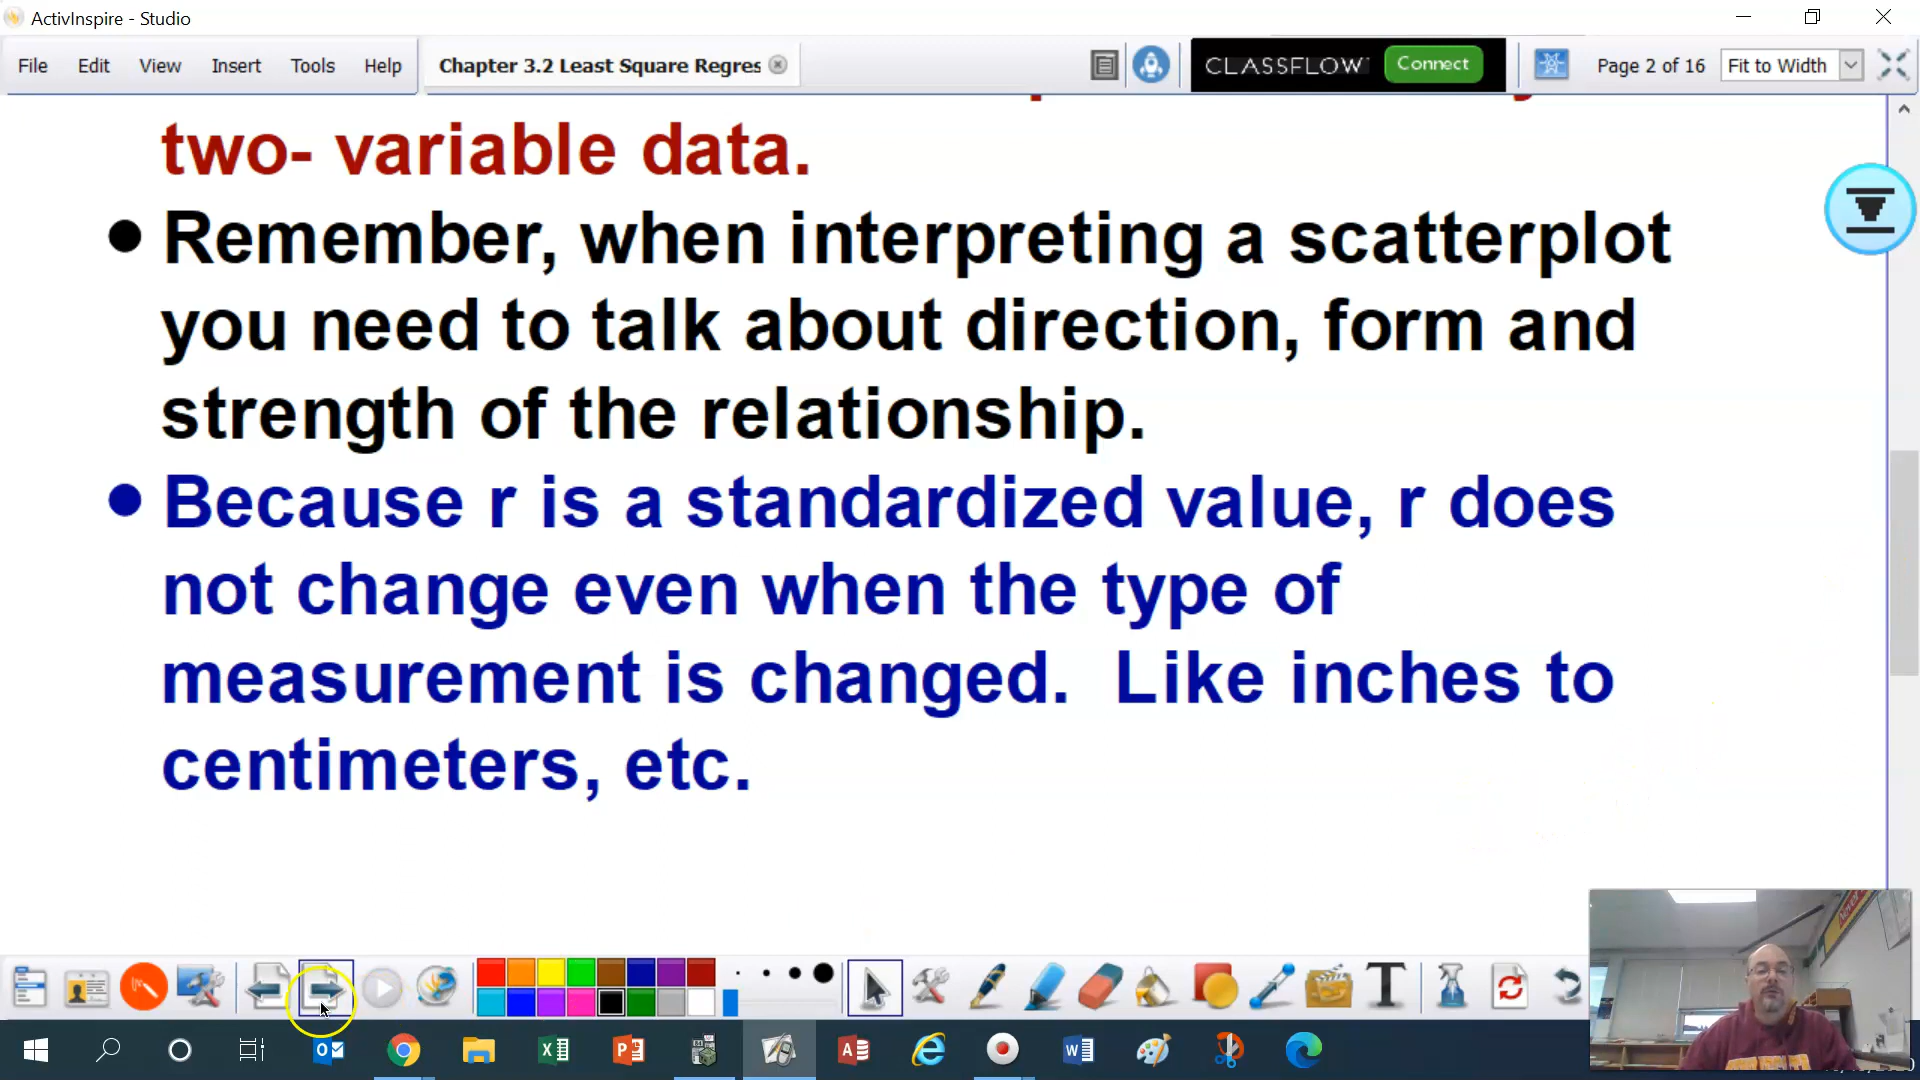 ActivInspire - Studio
File Edit View Insert Tools Help Chapter 3.2 Least Square Regres CLASSFLOW Connect Page 2 of 16 Fit to Width
two- variable data.
Remember, when interpreting a scatterplot
you need to talk about direction, form and
strength of the relationship.
Because r is a standardized value, r does
not change even when the type of
measurement is changed. Like inches to
centimeters, etc.